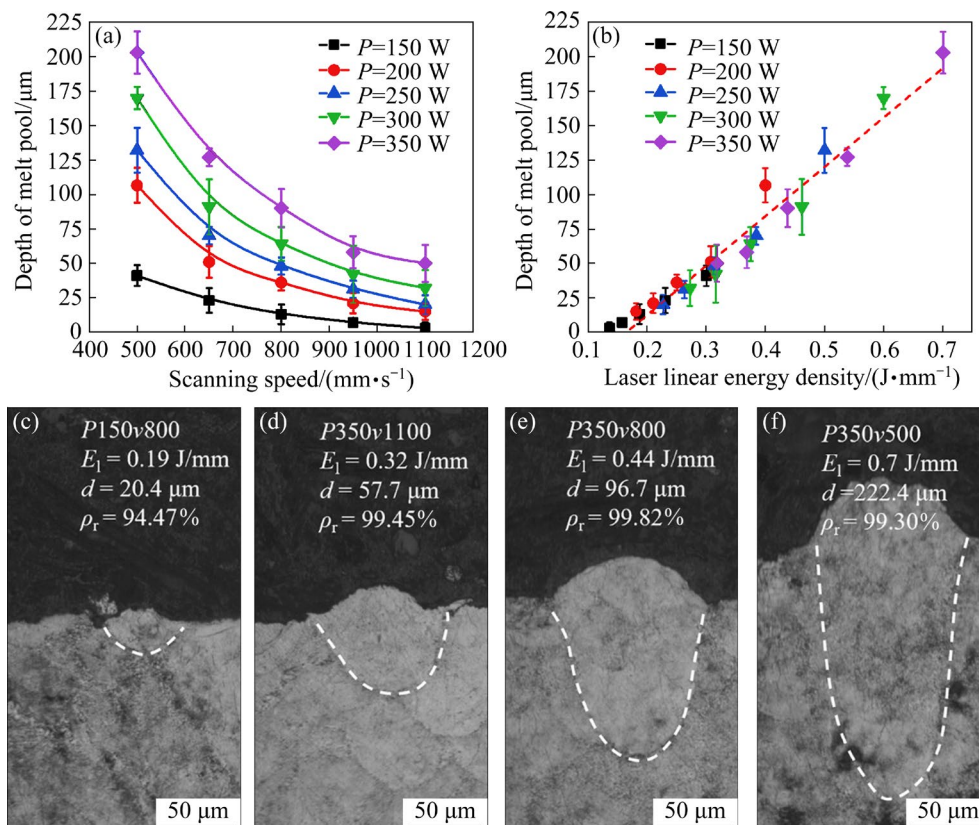 (a)
P=150 W
P=200 W
P=250 W
P=300 W
P=350 W
225
200
175
150
125
100
75
50
25
0
Depth of melt pool/μm
400 500 600 700 800 900 1000 1100 1200
Scanning speed/(mm•s⁻¹)
(b)
P=150 W
P=200 W
P=250 W
P=300 W
P=350 W
225
200
175
150
125
100
75
50
25
0
Depth of melt pool/μm
0.1 0.2 0.3 0.4 0.5 0.6 0.7
Laser linear energy density/(J•mm⁻¹)
(c)
P150v800
El = 0.19 J/mm
d = 20.4 μm
ρr = 94.47%
50 μm
(d)
P350v1100
El = 0.32 J/mm
d = 57.7 μm
ρr = 99.45%
50 μm
(e)
P350v800
El = 0.44 J/mm
d = 96.7 μm
ρr = 99.82%
50 μm
(f)
P350v500
El = 0.7 J/mm
d =222.4 μm
ρr = 99.30%
50 μm